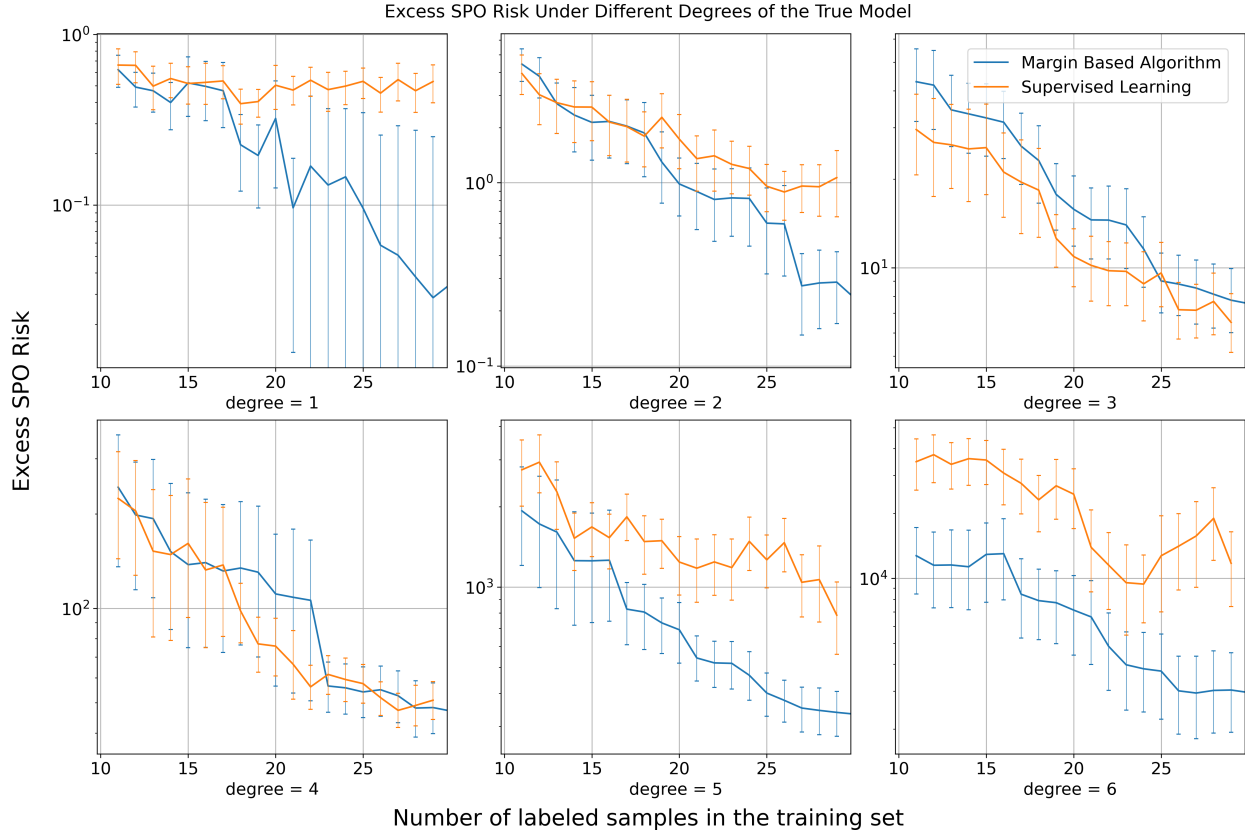 Excess SPO Risk Under Different Degrees of the True Model
Excess SPO Risk
10⁰
10⁻¹
10 15 20 25
degree = 1
10⁰
10⁻¹
10 15 20 25
degree = 2
Margin Based Algorithm
Supervised Learning
10¹
10 15 20 25
degree = 3
10²
10 15 20 25
degree = 4
10³
10 15 20 25
degree = 5
10⁴
10 15 20 25
degree = 6
Number of labeled samples in the training set